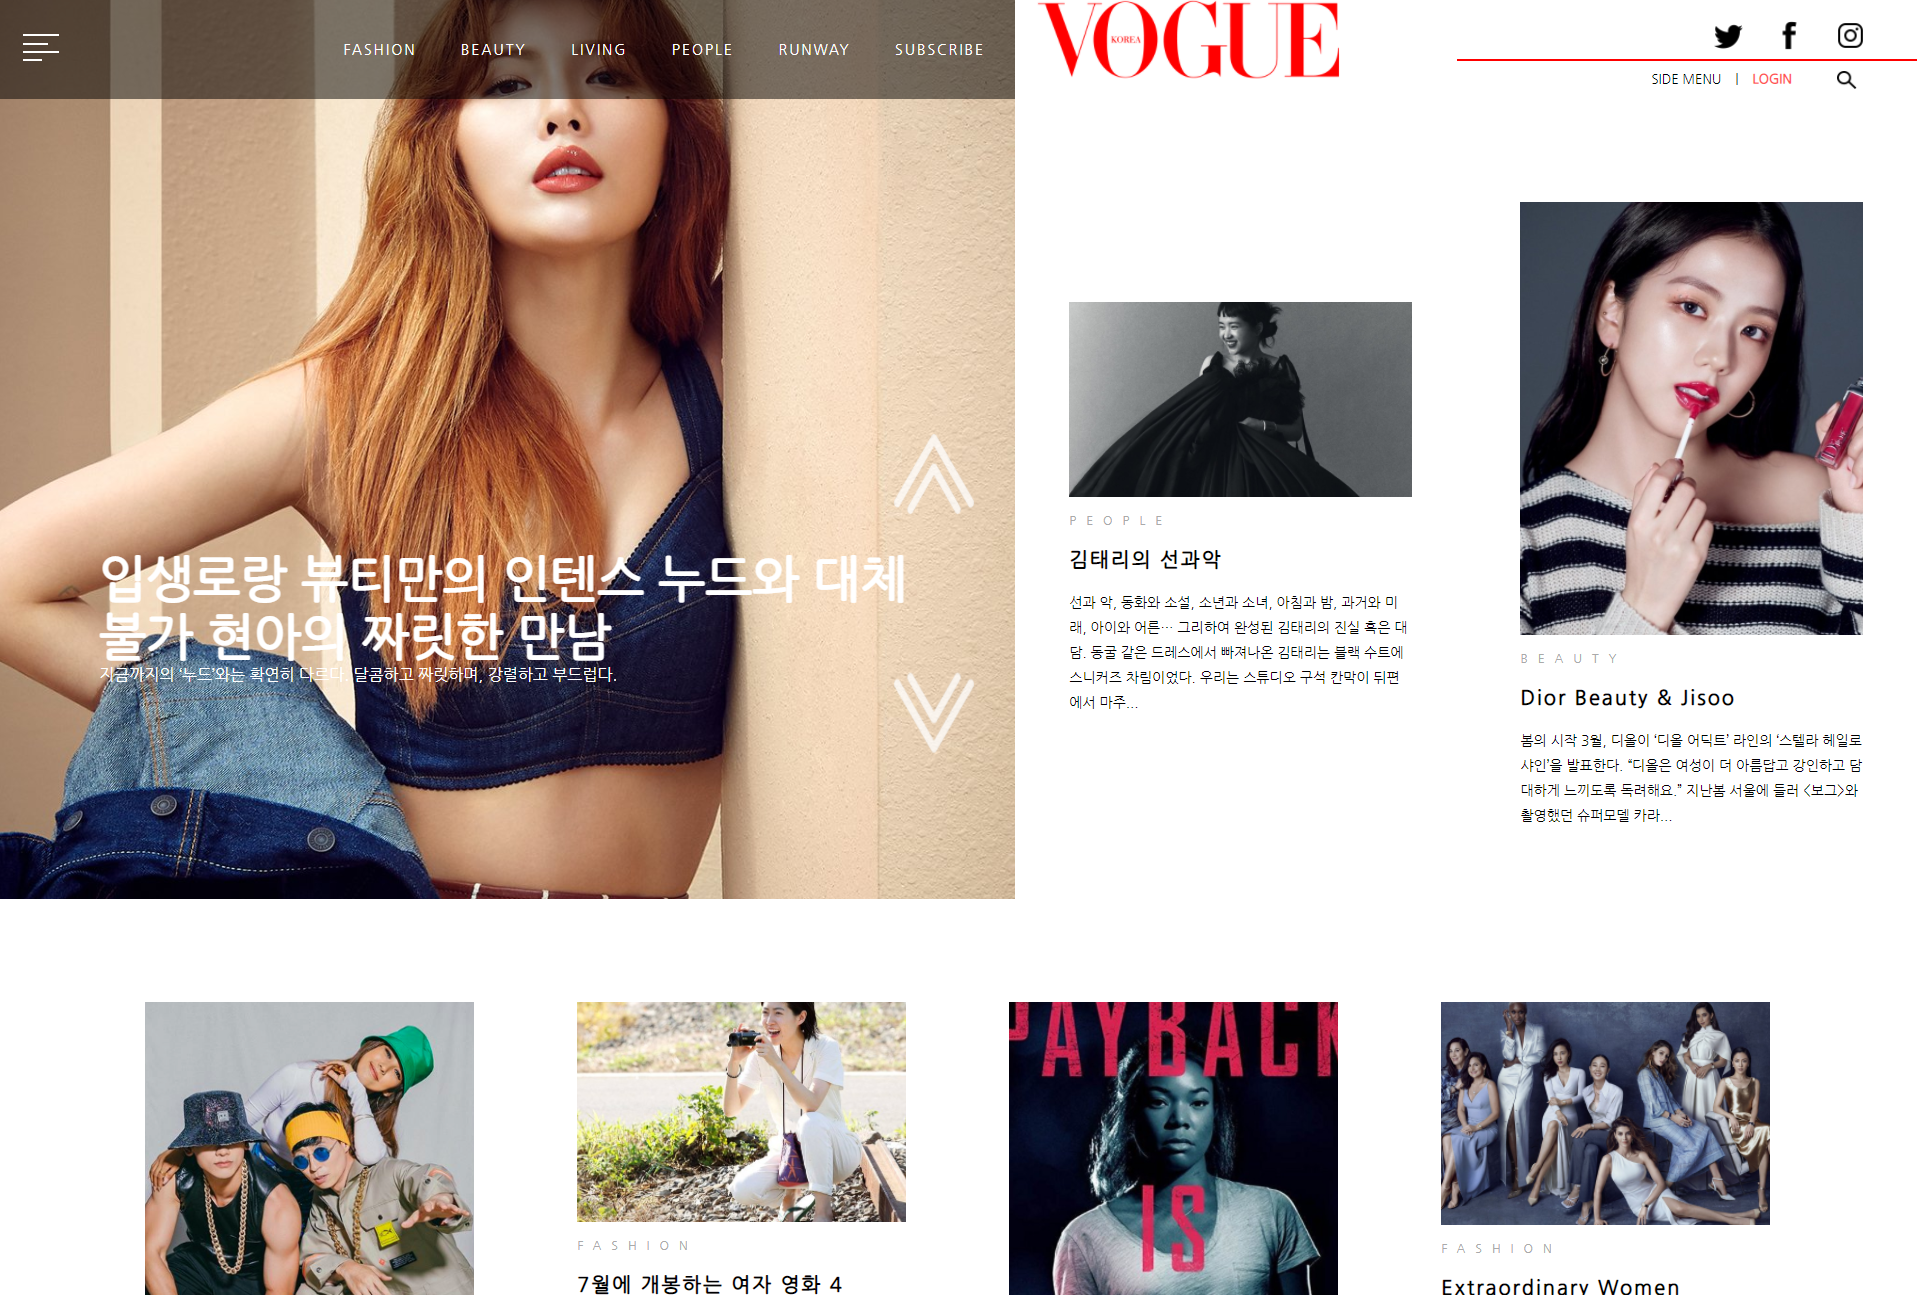 FASHION BEAUTY LIVING PEOPLE RUNWAY SUBSCRIBE
VOGUE
KOREA
SIDE MENU | LOGIN
입생로랑 뷰티만의 인텐스 누드와 대체
불가 현아의 짜릿한 만남
지금까지의 ‘누드’와는 확연히 다르다. 달콤하고 짜릿하며, 강렬하고 부드럽다.
PEOPLE
김태리의 선과악
선과 악, 동화와 소설, 소년과 소녀, 아침과 밤, 과거와 미
래, 아이와 어른… 그리하여 완성된 김태리의 진실 혹은 대
담. 동굴 같은 드레스에서 빠져나온 김태리는 블랙 수트에
스니커즈 차림이었다. 우리는 스튜디오 구석 칸막이 뒤편
에서 마주...
BEAUTY
Dior Beauty & Jisoo
봄의 시작 3월, 디올이 ‘디올 어딕트’ 라인의 ‘스텔라 헤일로
샤인’을 발표한다. “디올은 여성이 더 아름답고 강인하고 담
대하게 느끼도록 독려해요.” 지난봄 서울에 들러 <보그>와
촬영했던 슈퍼모델 카라...
FASHION
7월에 개봉하는 여자 영화 4
PAYBACK
IS
FASHION
Extraordinary Women